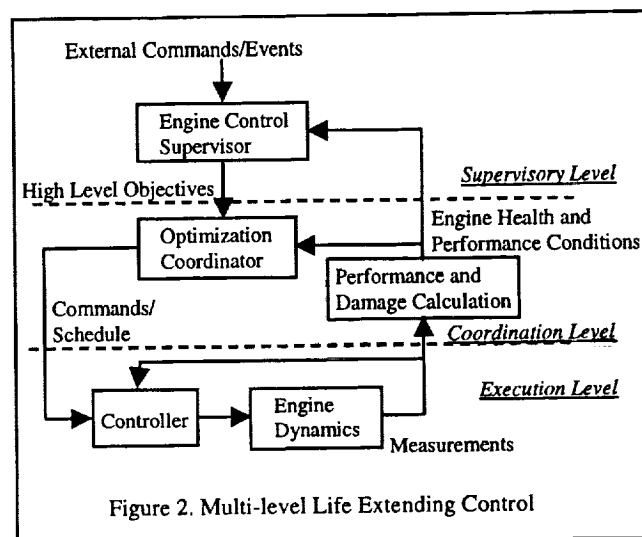 External Commands/Events
Engine Control
Supervisor
Supervisory Level
High Level Objectives
Engine Health and
Performance Conditions
Optimization
Coordinator
Performance and
Damage Calculation
Commands/
Schedule
Coordination Level
Execution Level
Controller
Engine
Dynamics
Measurements
Figure 2. Multi-level Life Extending Control